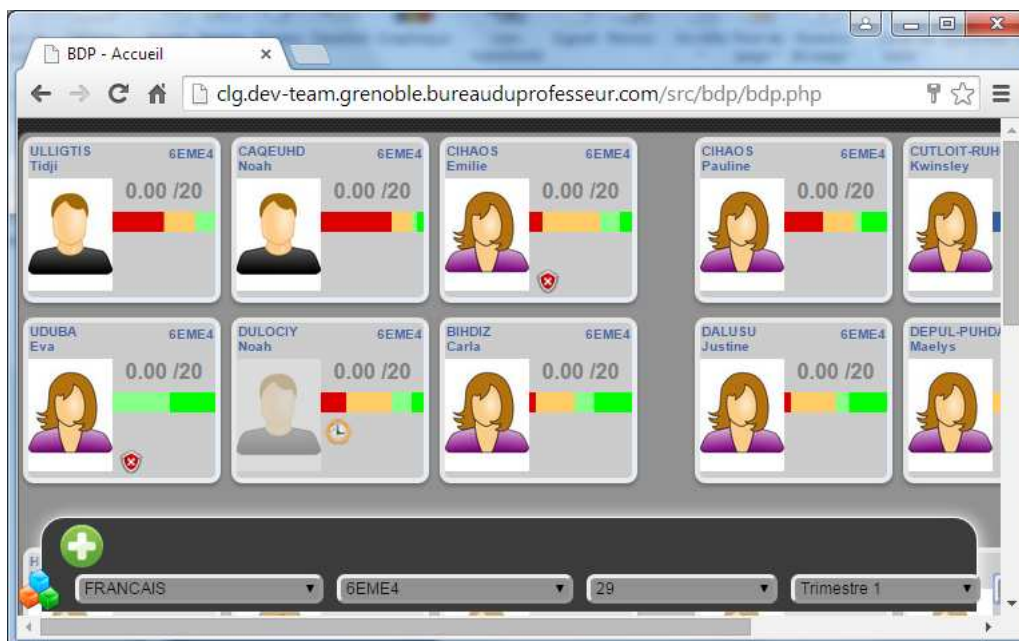 BDP - Accueil
clg.dev-team.grenoble.bureauduprofesseur.com/src/bdp/bdp.php
ULLIGTIS 6EME4
Tidji
0.00 /20
CAQEUHD 6EME4
Noah
0.00 /20
CIHAOS 6EME4
Emilie
0.00 /20
CIHAOS 6EME4
Pauline
0.00 /20
CUTLOIT-RUH
Kwinsley
UDUBA 6EME4
Eva
0.00 /20
DULOCIY 6EME4
Noah
0.00 /20
BIHDIZ 6EME4
Carla
0.00 /20
DALUSU 6EME4
Justine
0.00 /20
DEPUL-PUHDA
Maelys
H
FRANCAIS
6EME4
29
Trimestre 1